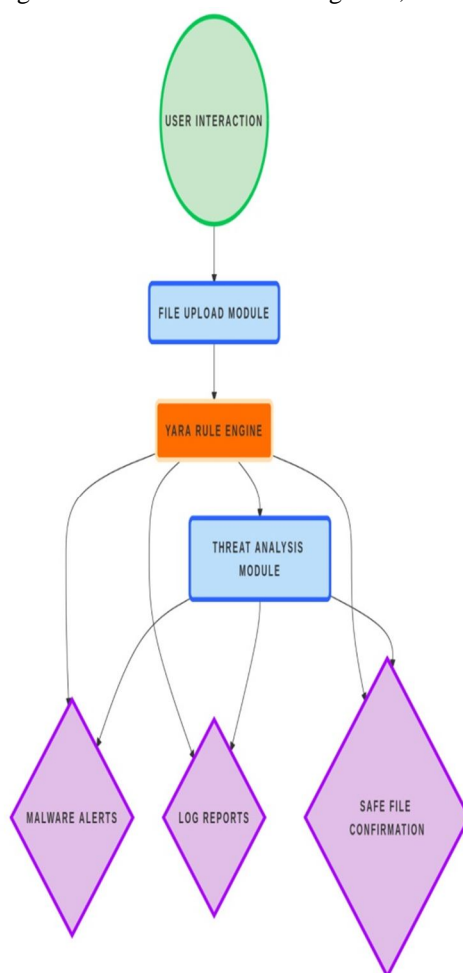 USER INTERACTION
FILE UPLOAD MODULE
YARA RULE ENGINE
THREAT ANALYSIS
MODULE
MALWARE ALERTS
LOG REPORTS
SAFE FILE
CONFIRMATION